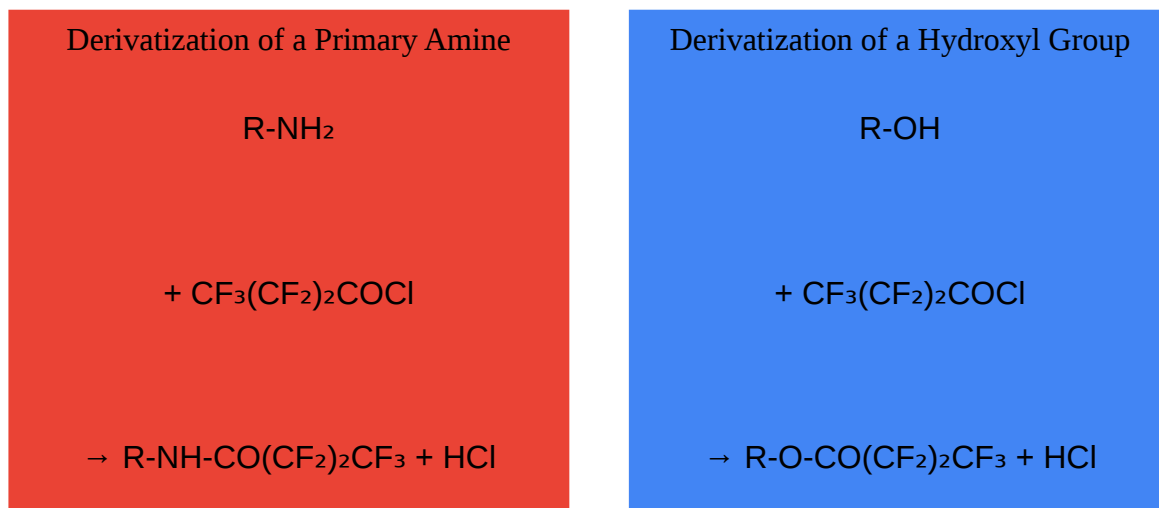 Derivatization of a Primary Amine
R-NH₂
+ CF₃(CF₂)₂COCl
→ R-NH-CO(CF₂)₂CF₃ + HCl
Derivatization of a Hydroxyl Group
R-OH
+ CF₃(CF₂)₂COCl
→ R-O-CO(CF₂)₂CF₃ + HCl